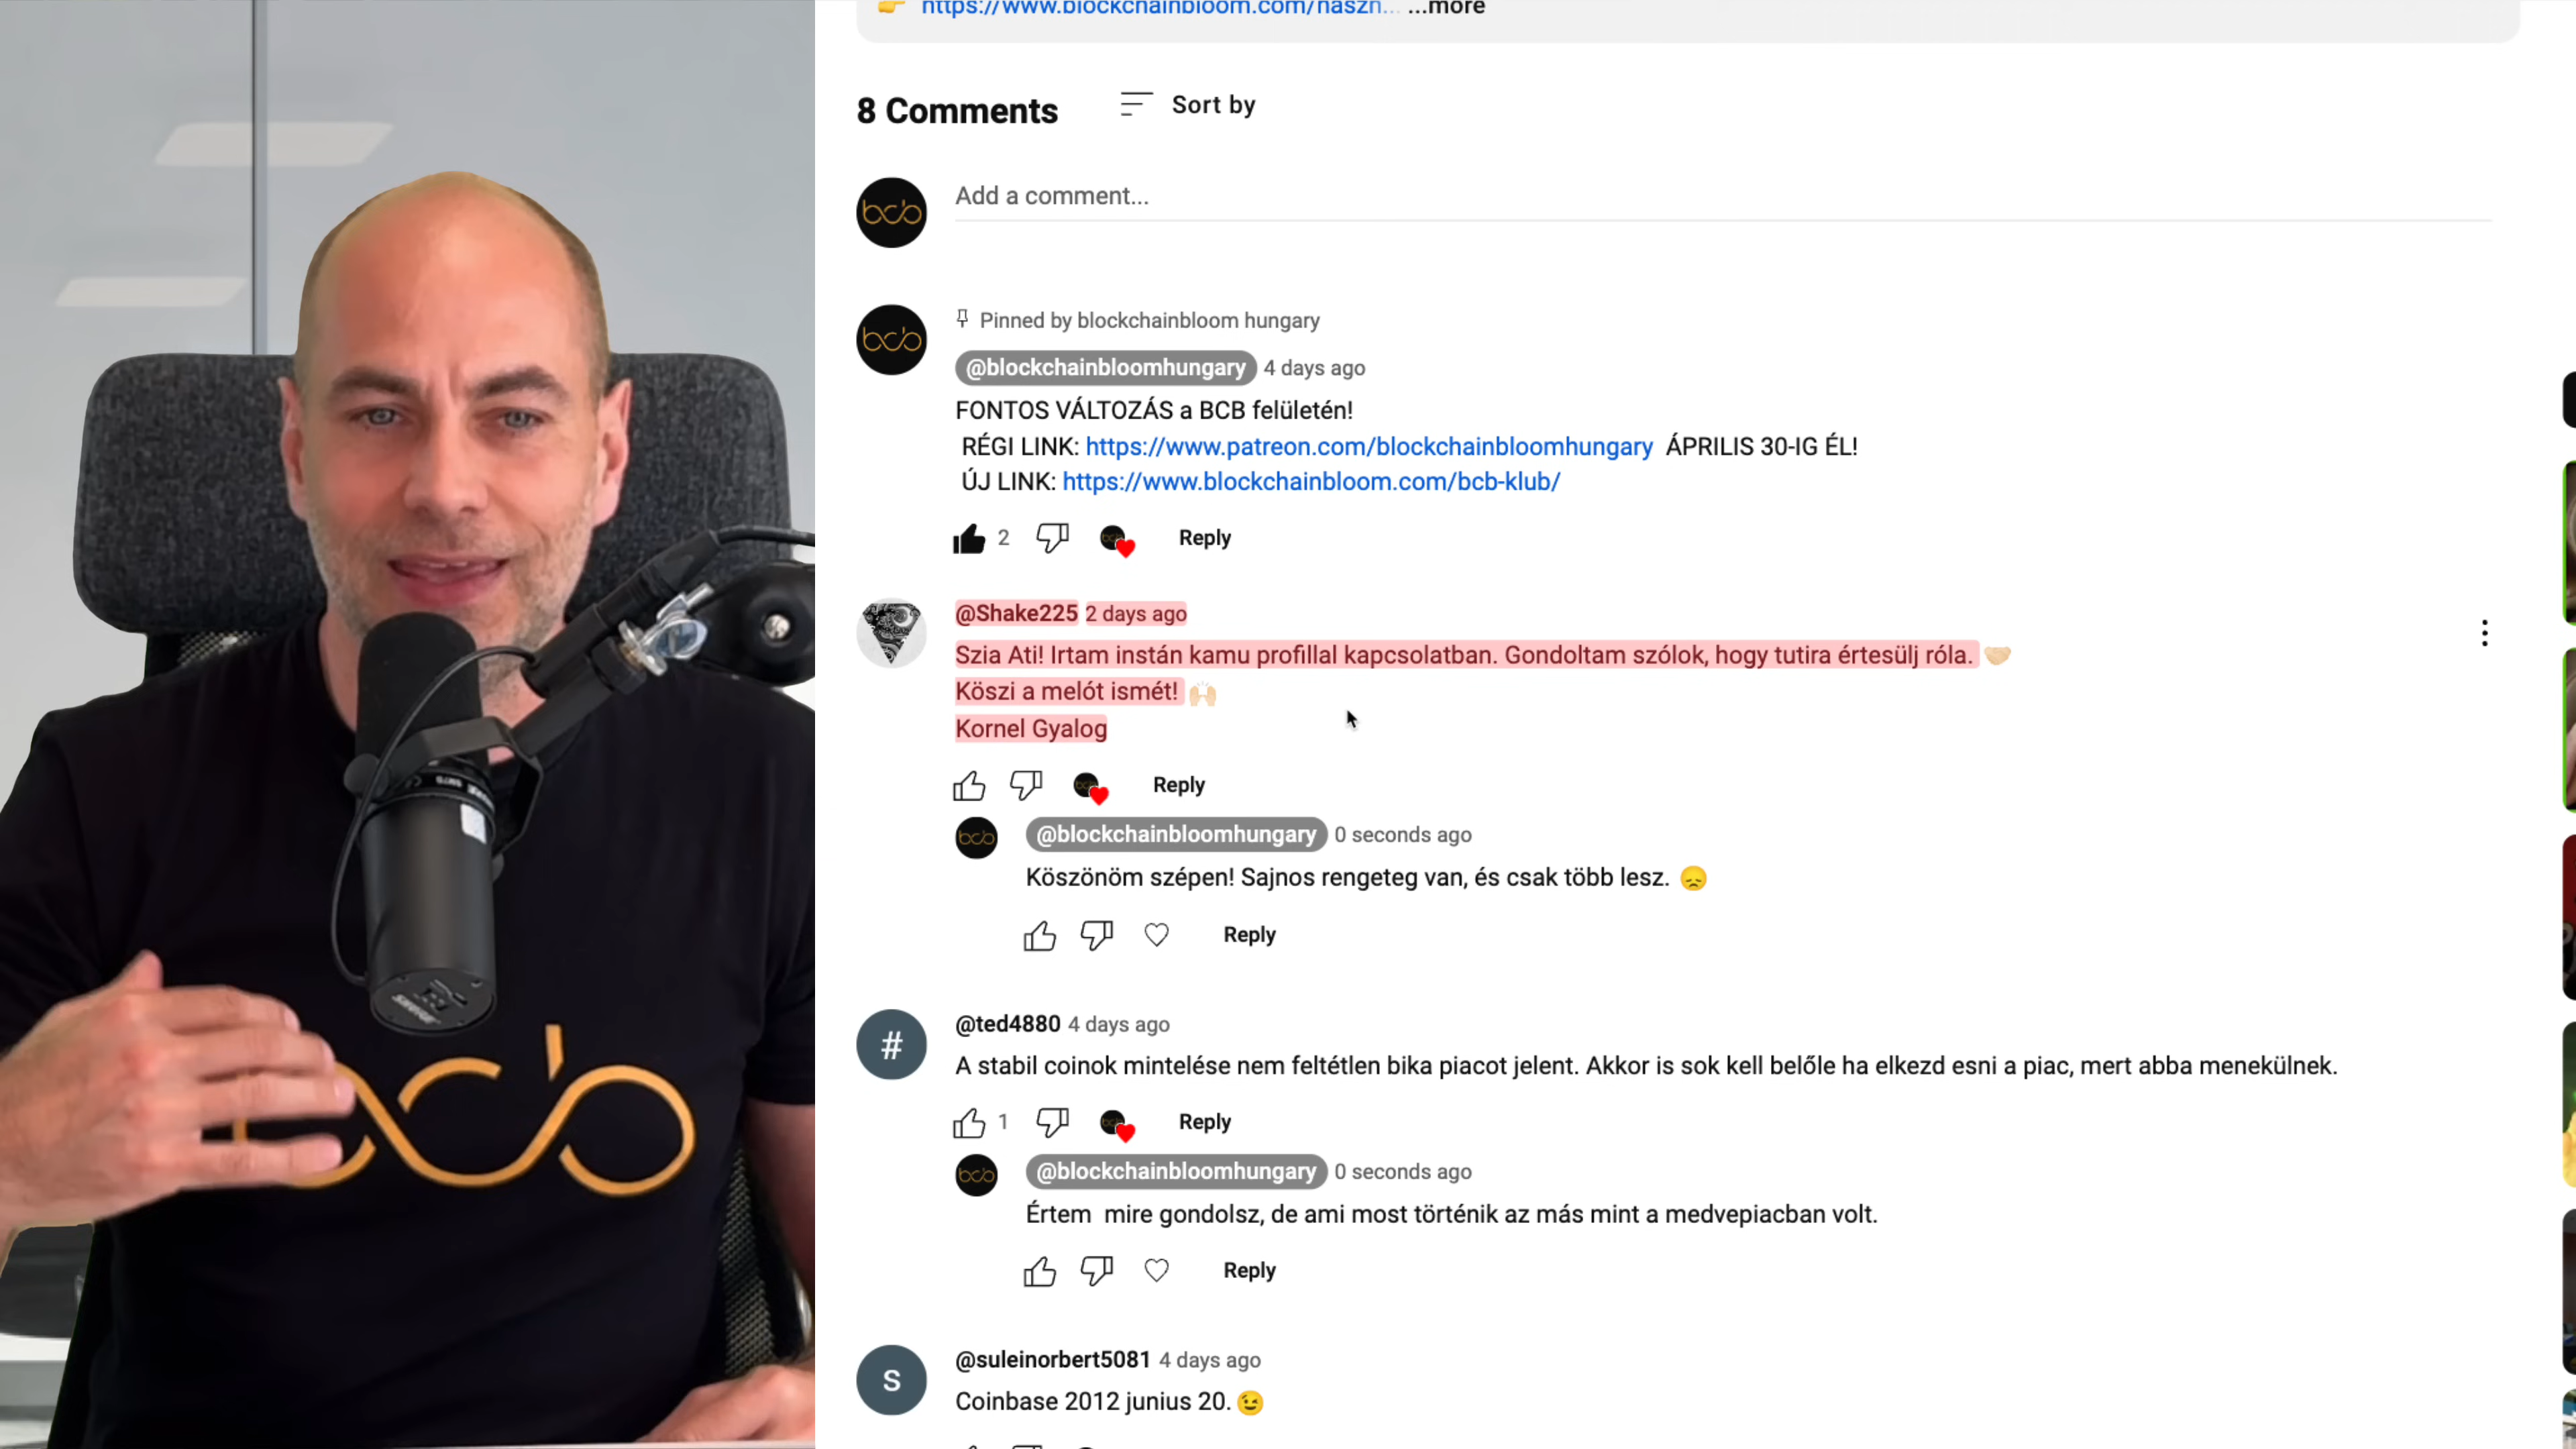 https://www.blockchainbloom.com/haszn... ...more
8 Comments
Sort by
bcb
Add a comment...
bcb
Pinned by blockchainbloom hungary
@blockchainbloomhungary 4 days ago
FONTOS VÁLTOZÁS a BCB felületén!
RÉGI LINK: https://www.patreon.com/blockchainbloomhungary ÁPRILIS 30-IG ÉL!
ÚJ LINK: https://www.blockchainbloom.com/bcb-klub/
2 Reply
@Shake225 2 days ago
Szia Ati! Irtam instán kamu profillal kapcsolatban. Gondoltam szólok, hogy tutira értesülj róla. 🤝🏻
Köszi a melót ismét! 🙌🏻
Kornel Gyalog
Reply
bcb
@blockchainbloomhungary 0 seconds ago
Köszönöm szépen! Sajnos rengeteg van, és csak több lesz. 😞
Reply
#
@ted4880 4 days ago
A stabil coinok mintelése nem feltétlen bika piacot jelent. Akkor is sok kell belőle ha elkezd esni a piac, mert abba menekülnek.
1 Reply
bcb
@blockchainbloomhungary 0 seconds ago
Értem  mire gondolsz, de ami most történik az más mint a medvepiacban volt.
Reply
S
@suleinorbert5081 4 days ago
Coinbase 2012 junius 20. 😉
bcb